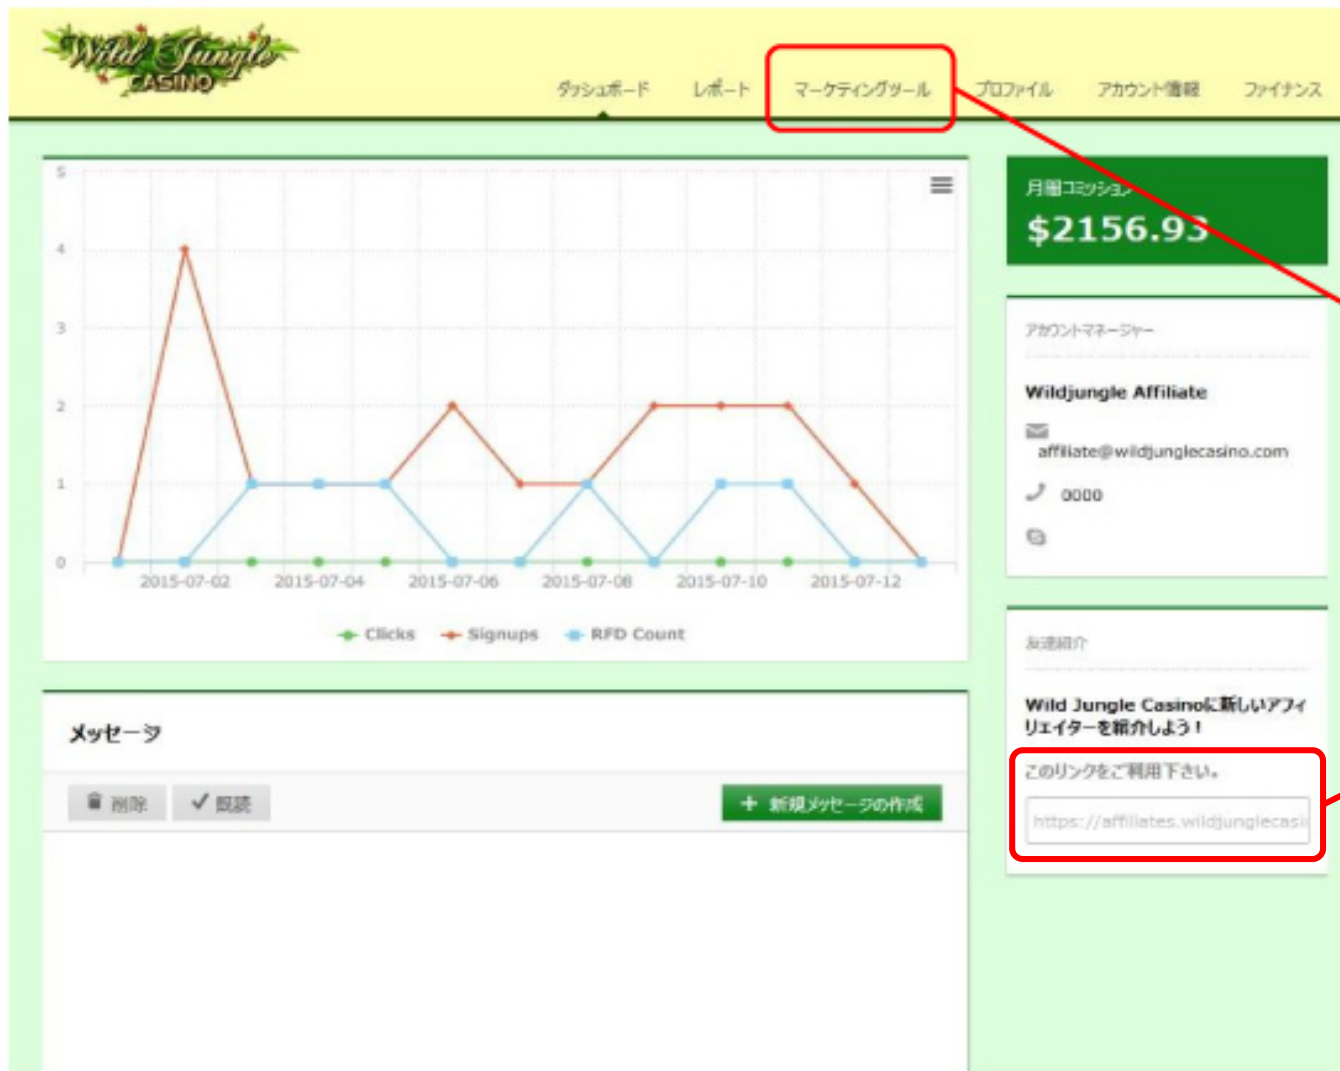 Wild Jungle
CASINO
ダッシュボード
レポート
マーケティングツール
プロファイル
アカウント情報
ファイナンス
5
4
3
2
1
0
2015-07-02
2015-07-04
2015-07-06
2015-07-08
2015-07-10
2015-07-12
Clicks
Signups
RFD Count
月間コミッション
$2156.93
アカウントマネージャー
Wildjungle Affiliate
affiliate@wildjunglecasino.com
0000
友達紹介
Wild Jungle Casinoに新しいアフィ
リエイターを紹介しよう！
このリンクをご利用下さい。
https://affiliates.wildjunglecasi
メッセージ
削除
既読
新規メッセージの作成